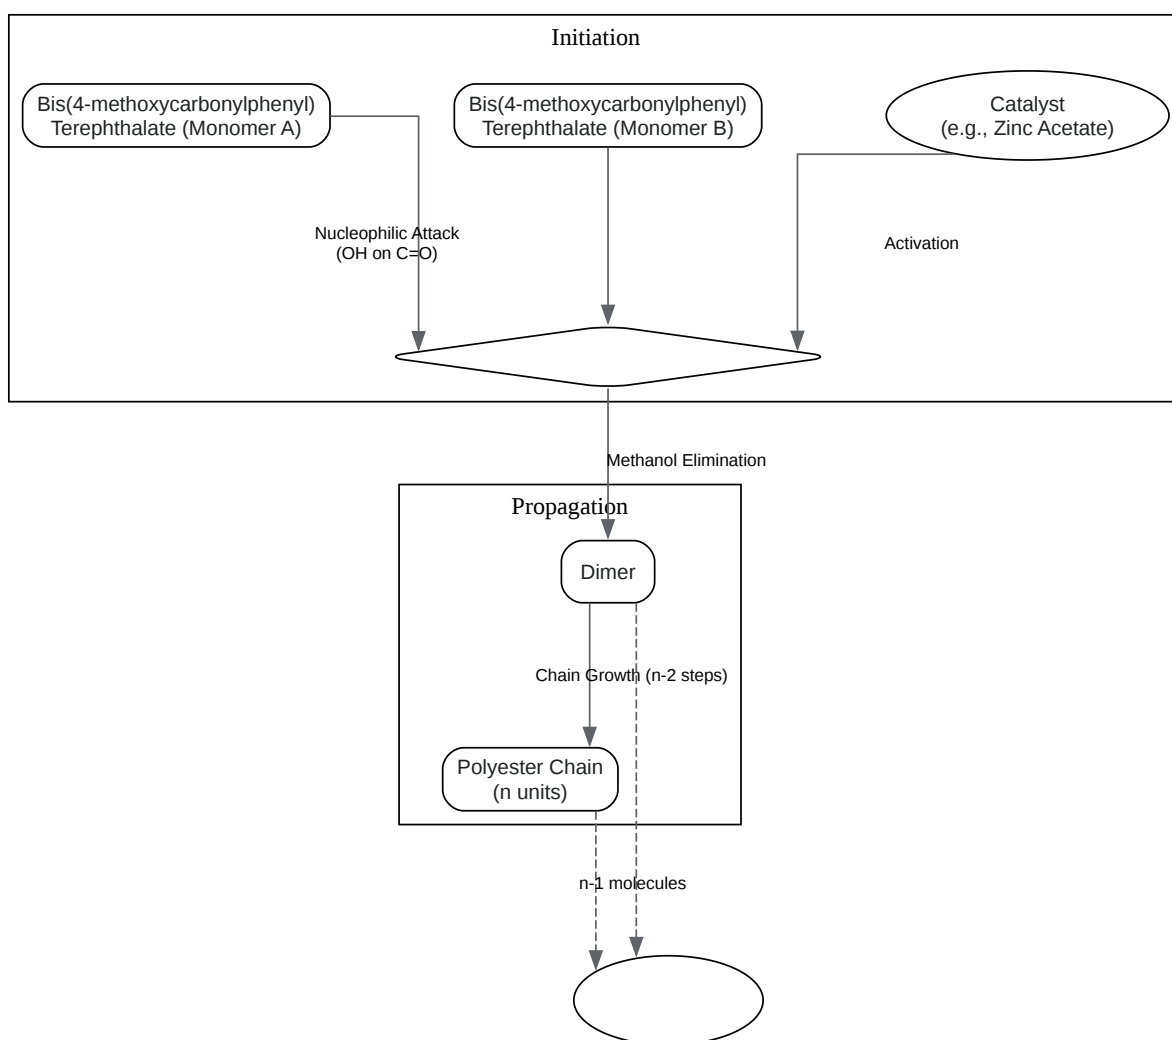 Initiation
Bis(4-methoxycarbonylphenyl)
Terephthalate (Monomer A)
Bis(4-methoxycarbonylphenyl)
Terephthalate (Monomer B)
Catalyst
(e.g., Zinc Acetate)
Nucleophilic Attack
(OH on C=O)
Activation
Methanol Elimination
Propagation
Dimer
Chain Growth (n-2 steps)
Polyester Chain
(n units)
n-1 molecules